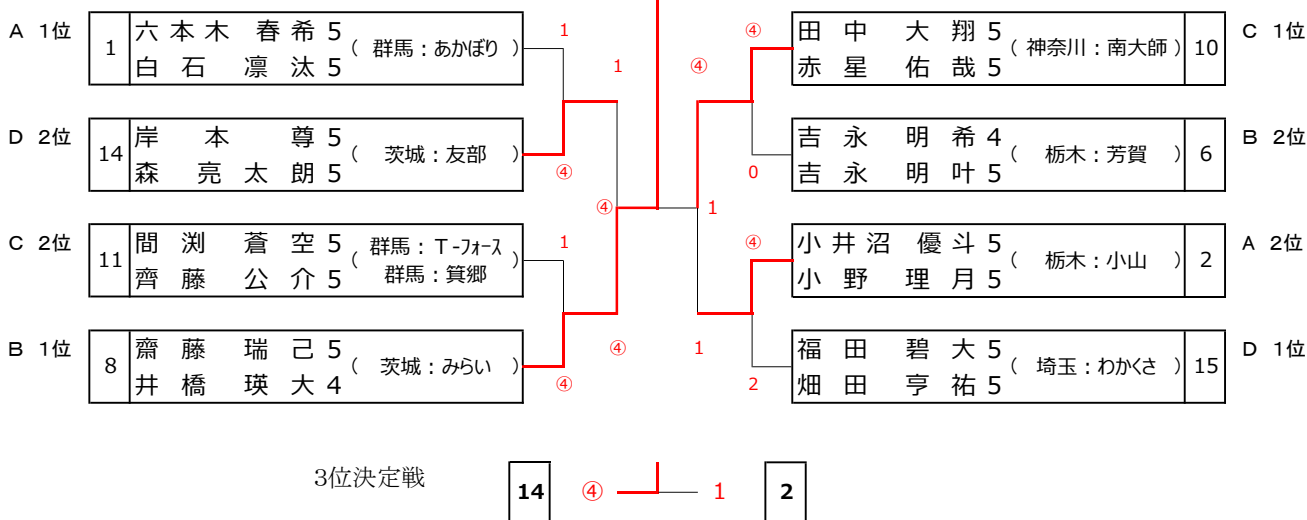 A 1位
1
六本木 春希 5
白石 凛汰 5
( 群馬：あかぼり )
1
D 2位
14
岸本 尊 5
森 亮太朗 5
( 茨城：友部 )
④
1
C 2位
11
間渕 蒼空 5
齊藤 公介 5
( 群馬：T-フォース
群馬：箕郷 )
1
B 1位
8
齋藤 瑞己 5
井橋 瑛大 4
( 茨城：みらい )
④
④
④
1
④
田中 大翔 5
赤星 佑哉 5
( 神奈川：南大師 )
10
C 1位
④
吉永 明希 4
吉永 明叶 5
( 栃木：芳賀 )
6
B 2位
0
小井沼 優斗 5
小野 理月 5
( 栃木：小山 )
2
A 2位
④
福田 碧大 5
畑田 亨祐 5
( 埼玉：わかくさ )
15
D 1位
2
1
3位決定戦
14 ④ 1 2